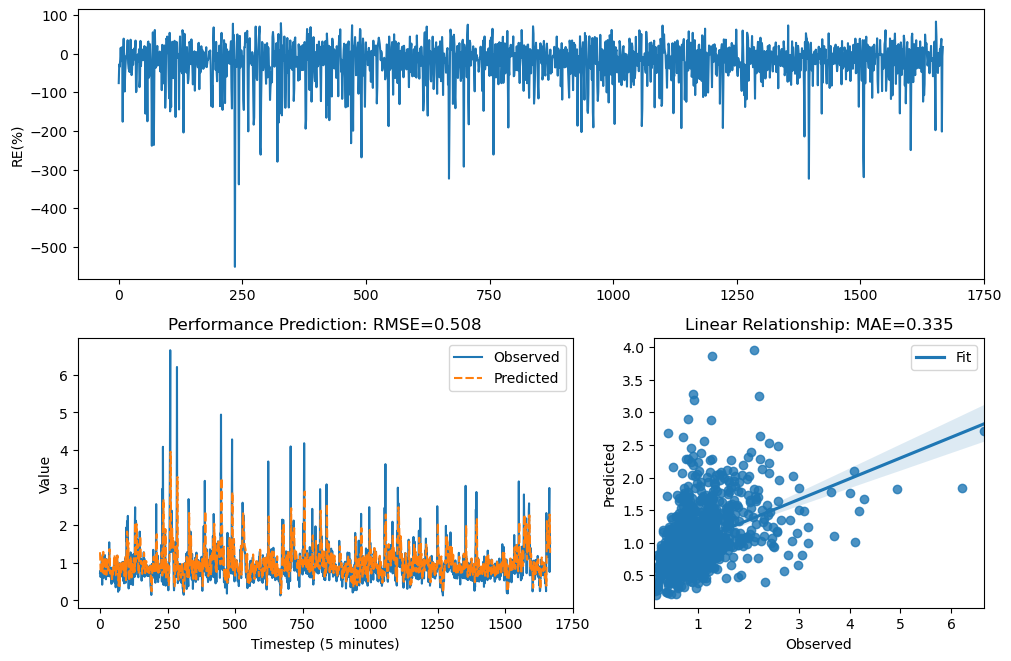 100
0
−100
−200
−300
−400
−500
RE(%)
0 250 500 750 1000 1250 1500 1750
Performance Prediction: RMSE=0.508
Observed
Predicted
6
5
4
3
2
1
0
Value
0 250 500 750 1000 1250 1500 1750
Timestep (5 minutes)
Linear Relationship: MAE=0.335
Fit
4.0
3.5
3.0
2.5
2.0
1.5
1.0
0.5
Predicted
1 2 3 4 5 6
Observed